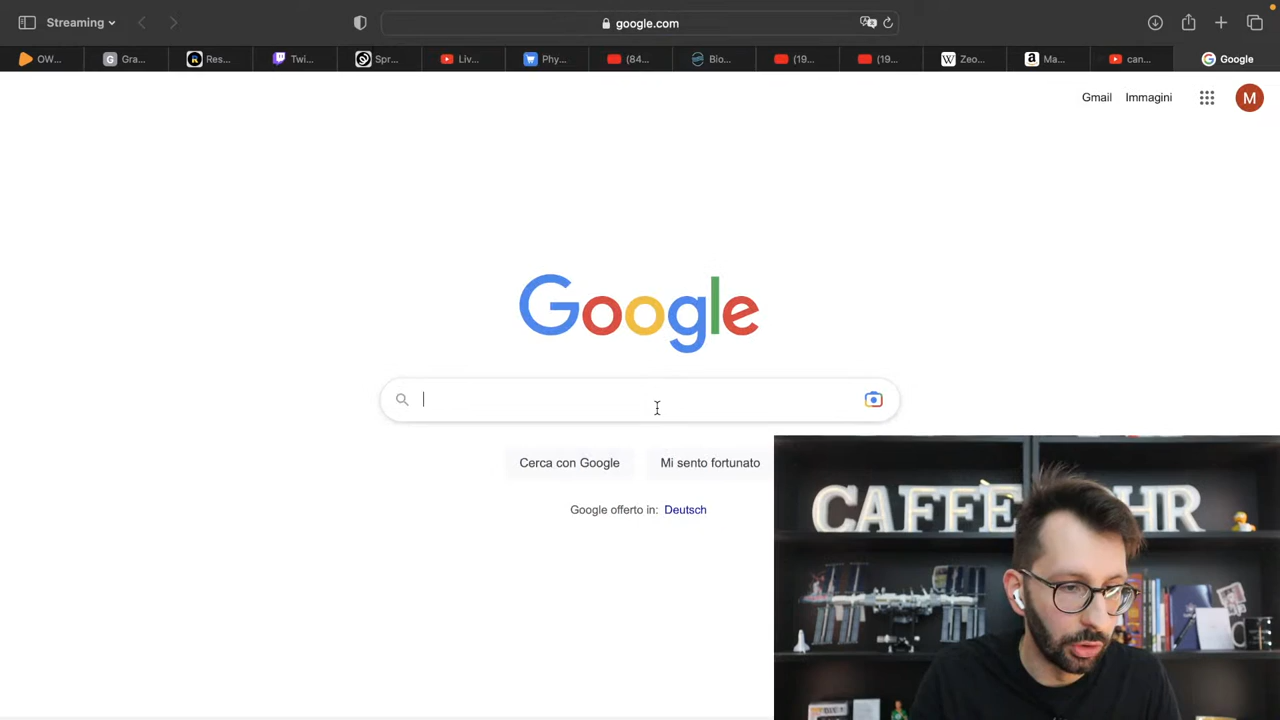 Streaming
google.com
OW... Gra... Res... Twi... Spr... Liv... Phy... (84... Bio... (19... (19... Zeo... Ma... can... Google
Gmail Immagini M
Google
Cerca con Google Mi sento fortunato
Google offerto in: Deutsch
CAFFÈ HR